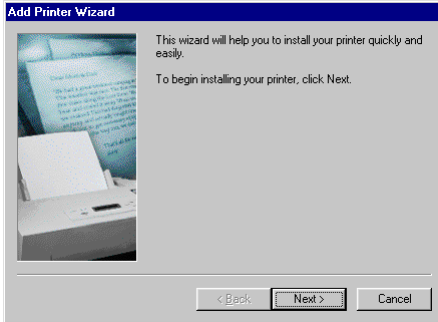 Add Printer Wizard
This wizard will help you to install your printer quickly and
easily.
To begin installing your printer, click Next.
< Back
Next >
Cancel